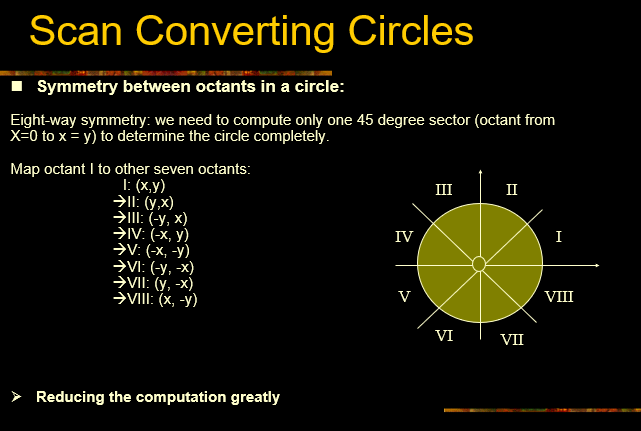 Scan Converting Circles
■ Symmetry between octants in a circle:
Eight-way symmetry: we need to compute only one 45 degree sector (octant from
X=0 to x = y) to determine the circle completely.
Map octant I to other seven octants:
I: (x,y)
→II: (y,x)
→III: (-y, x)
→IV: (-x, y)
→V: (-x, -y)
→VI: (-y, -x)
→VII: (y, -x)
→VIII: (x, -y)
III
II
IV
I
V
VIII
VI
VII
➢ Reducing the computation greatly